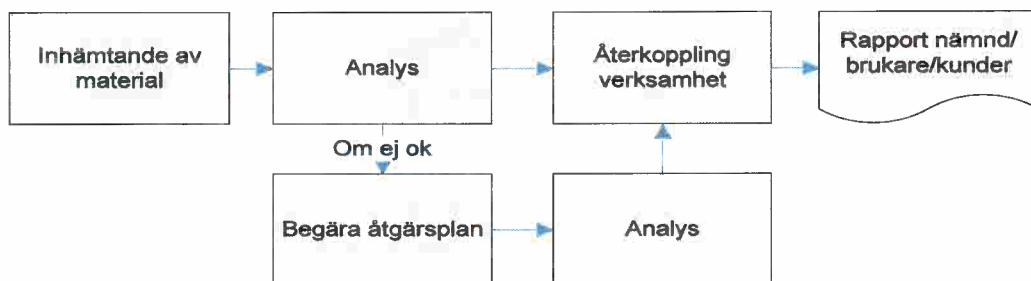 Inhämtande av
material
Analys
Återkoppling
verksamhet
Rapport nämnd/
brukare/kunder
Om ej ok
Begära åtgärsplan
Analys